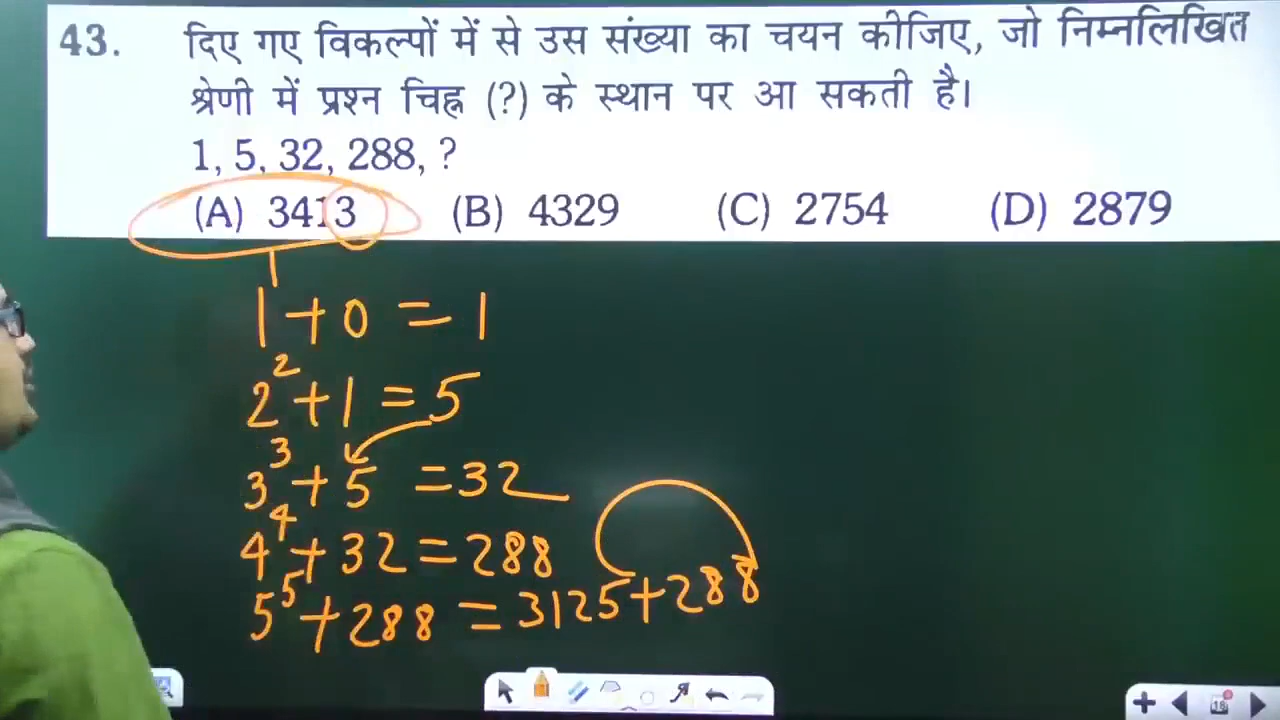 43. दिए गए विकल्पों में से उस संख्या का चयन कीजिए, जो निम्नलिखित
श्रेणी में प्रश्न चिह्न (?) के स्थान पर आ सकती है।
1, 5, 32, 288, ?
(A) 3413 (B) 4329 (C) 2754 (D) 2879
1+0=1
2²+1=5
3³+5=32
4⁴+32=288
5⁵+288=3125+288
18